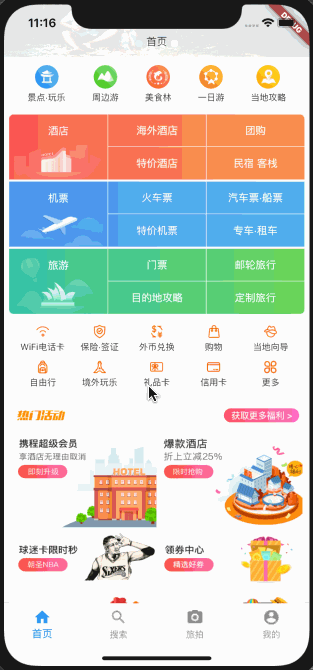 11:16
DEBUG
首页
景点·玩乐 周边游 美食林 一日游 当地攻略
酒店 海外酒店 团购
特价酒店 民宿 客栈
机票 火车票 汽车票·船票
特价机票 专车·租车
旅游 门票 邮轮旅行
目的地攻略 定制旅行
WiFi电话卡 保险·签证 外币兑换 购物 当地向导
自由行 境外玩乐 礼品卡 信用卡 更多
热门活动 获取更多福利 >
携程超级会员 爆款酒店
享酒店无理由取消 折上立减25%
即刻升级 限时抢购
HOTEL
球迷卡限时秒 领券中心
朝圣NBA 精选好券
首页 搜索 旅拍 我的